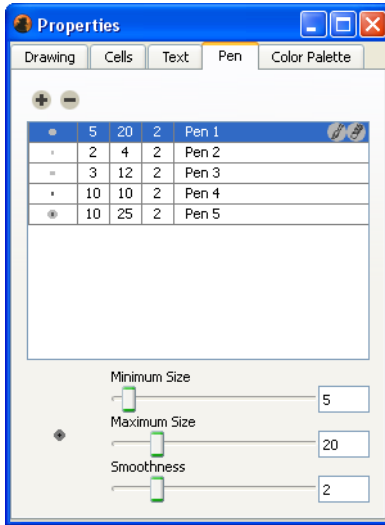 Properties
Drawing Cells Text Pen Color Palette
5 20 2 Pen 1
2 4 2 Pen 2
3 12 2 Pen 3
10 10 2 Pen 4
10 25 2 Pen 5
Minimum Size
5
Maximum Size
20
Smoothness
2